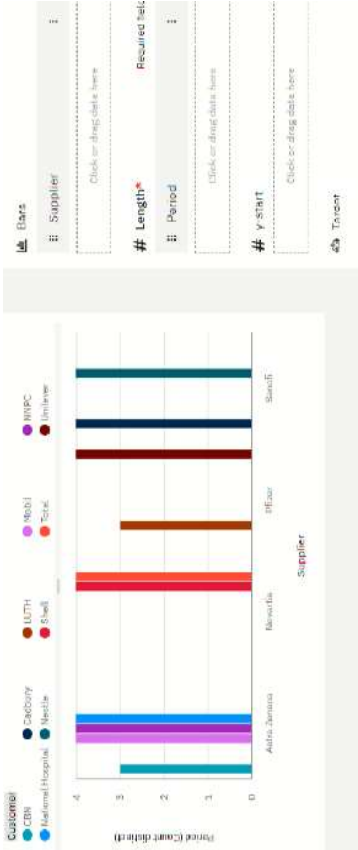 Customer
CBN
Cadbury
LUTH
Mobil
NNPC
National Hospital
Nestle
Shell
Total
Unilever
4
3
2
1
0
Period (Count distinct)
Astra Zeneca
Novartis
Pfizer
Sanofi
Supplier
Bars
Supplier
Click or drag data here
# Length*
Required field
Period
Click or drag data here
# y-start
Click or drag data here
Target